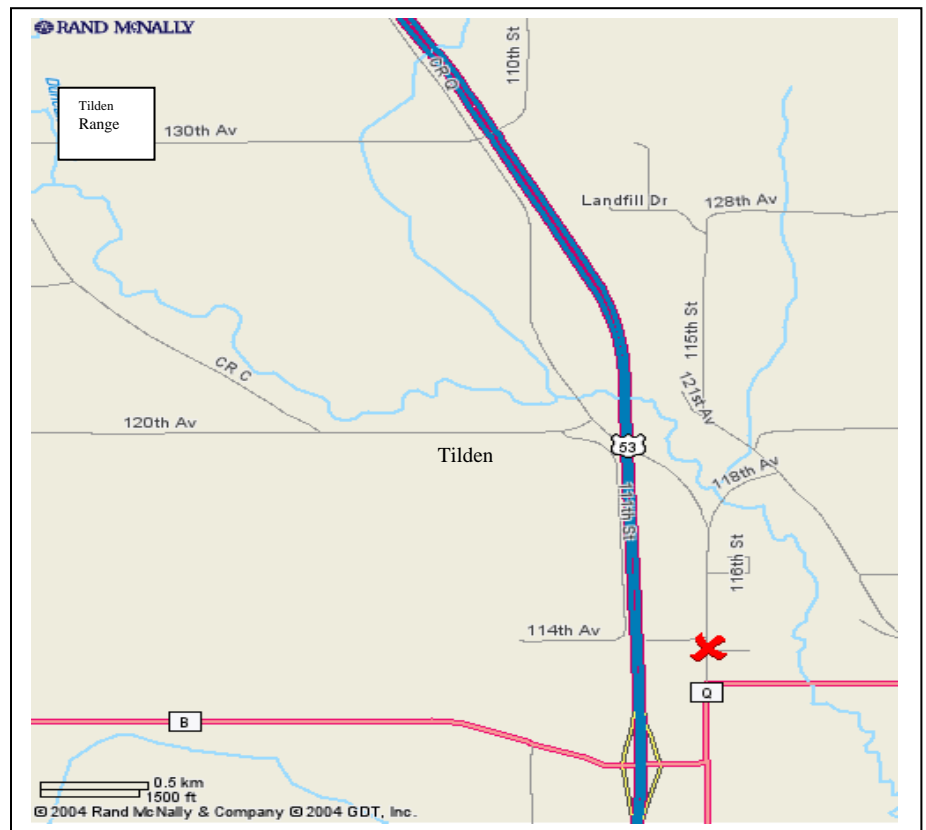 RAND McNALLY
110th St
CR Q
Tilden
Range
130th Av
Landfill Dr
128th Av
115th St
CR C
121st Av
120th Av
Tilden
53
118th Av
111th St
116th St
114th Av
Q
B
0.5 km
1500 ft
© 2004 Rand McNally & Company © 2004 GDT, Inc.